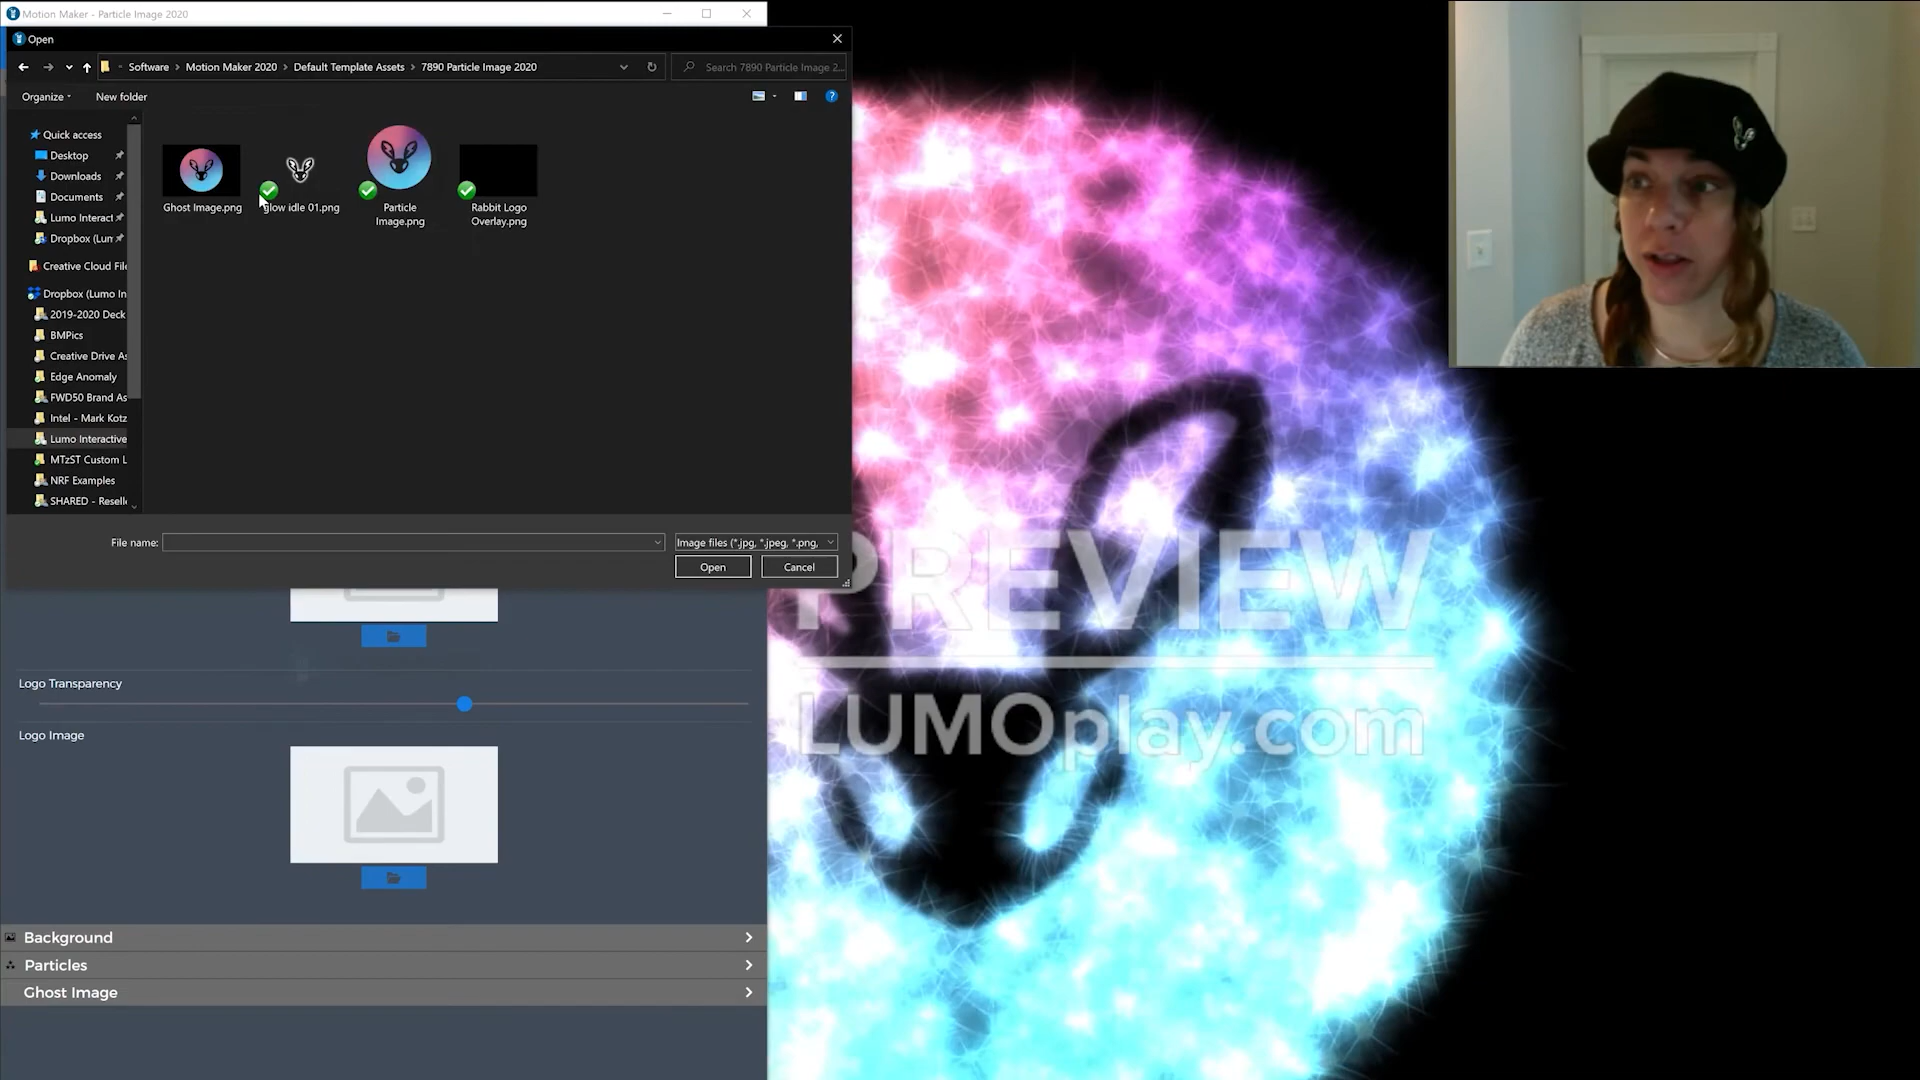 Motion Maker - Particle Image 2020
Open
Software > Motion Maker 2020 > Default Template Assets > 7890 Particle Image 2020
Search 7890 Particle Image 2...
Organize
New folder
Quick access
Desktop
Downloads
Documents
Lumo Interact
Dropbox (Lum
Creative Cloud File
Dropbox (Lumo In
2019-2020 Deck
BMPics
Creative Drive As
Edge Anomaly
FWD50 Brand As
Intel - Mark Kotz
Lumo Interactive
MTzST Custom L
NRF Examples
SHARED - Reselle
Ghost Image.png
glow idle 01.png
Particle
Image.png
Rabbit Logo
Overlay.png
File name:
Image files (*.jpg, *.jpeg, *.png,
Open
Cancel
Logo Transparency
Logo Image
Background
Particles
Ghost Image
PREVIEW
LUMOplay.com